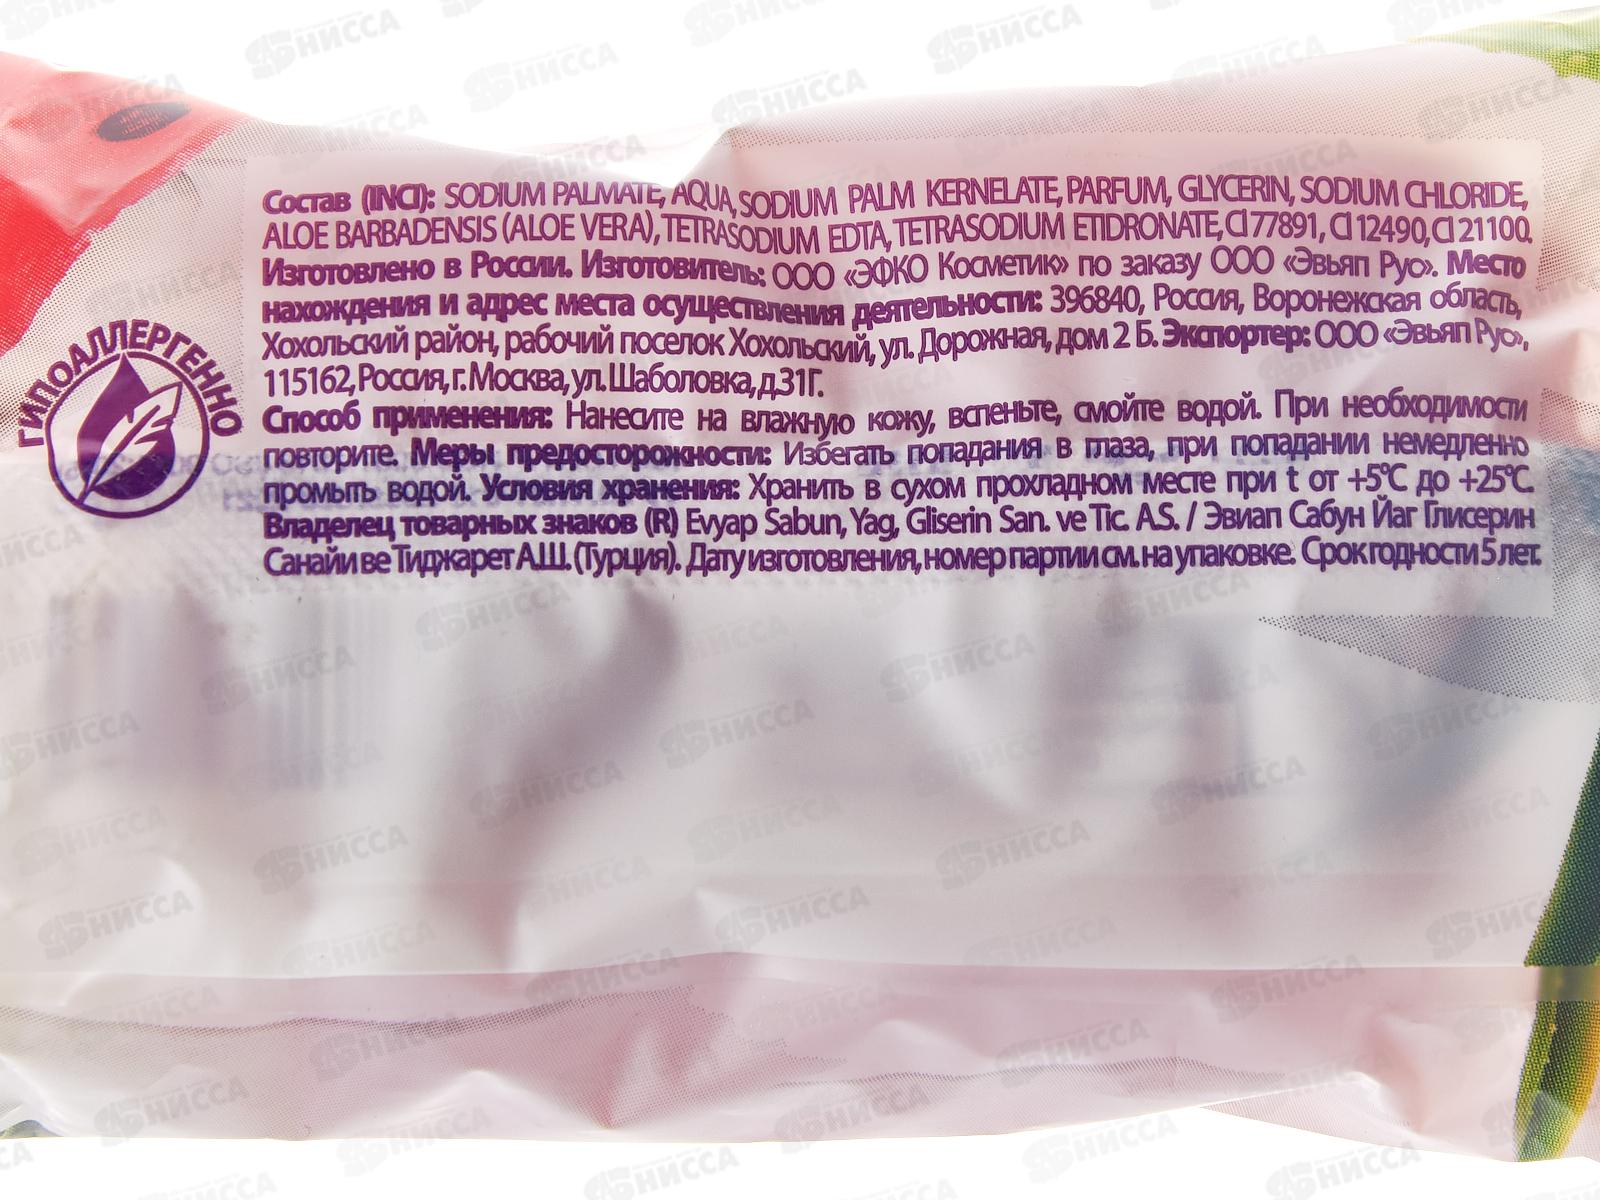 ГИПОАЛЛЕРГЕННО
Состав (INCI): SODIUM PALMATE, AQUA, SODIUM PALM KERNELATE, PARFUM, GLYCERIN, SODIUM CHLORIDE,
ALOE BARBADENSIS (ALOE VERA), TETRASODIUM EDTA, TETRASODIUM ETIDRONATE, CI 77891, CI 12490, CI 21100.
Изготовлено в России. Изготовитель: ООО «ЭФКО Косметик» по заказу ООО «Эвьяп Рус». Место
нахождения и адрес места осуществления деятельности: 396840, Россия, Воронежская область,
Хохольский район, рабочий поселок Хохольский, ул. Дорожная, дом 2 Б. Экспортер: ООО «Эвьяп Рус»,
115162, Россия, г. Москва, ул. Шаболовка, д.31Г.
Способ применения: Нанесите на влажную кожу, вспеньте, смойте водой. При необходимости
повторите. Меры предосторожности: Избегать попадания в глаза, при попадании немедленно
промыть водой. Условия хранения: Хранить в сухом прохладном месте при t от +5°C до +25°C.
Владелец товарных знаков (R) Evyap Sabun, Yag, Gliserin San. ve Tic. A.S. / Эвиап Сабун Йаг Глисерин
Санайи ве Тиджарет А.Ш. (Турция). Дату изготовления, номер партии см. на упаковке. Срок годности 5 лет.